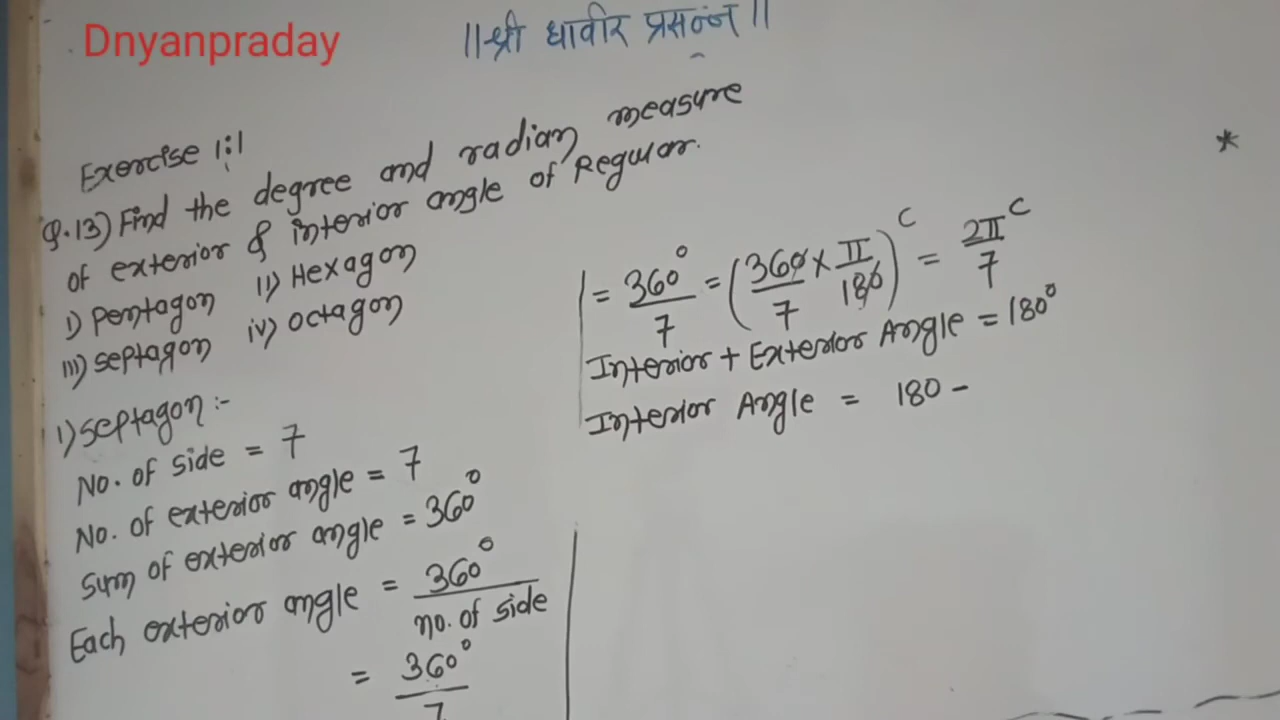 Dnyanpraday
॥ श्री धावीर प्रसन्न ॥
Exercise 1:1
Q.13) Find the degree and radian measure
of exterior & interior angle of Regular.
i) Pentagon ii) Hexagon
iii) septagon iv) octagon
i) septagon :-
No. of side = 7
No. of exterior angle = 7
Sum of exterior angle = 360°
Each exterior angle = 360° / no. of side
= 360° / 7
= 360° / 7 = (360 / 7 × π / 180)ᶜ = 2π / 7 ᶜ
Interior + Exterior Angle = 180°
Interior Angle = 180 -
*